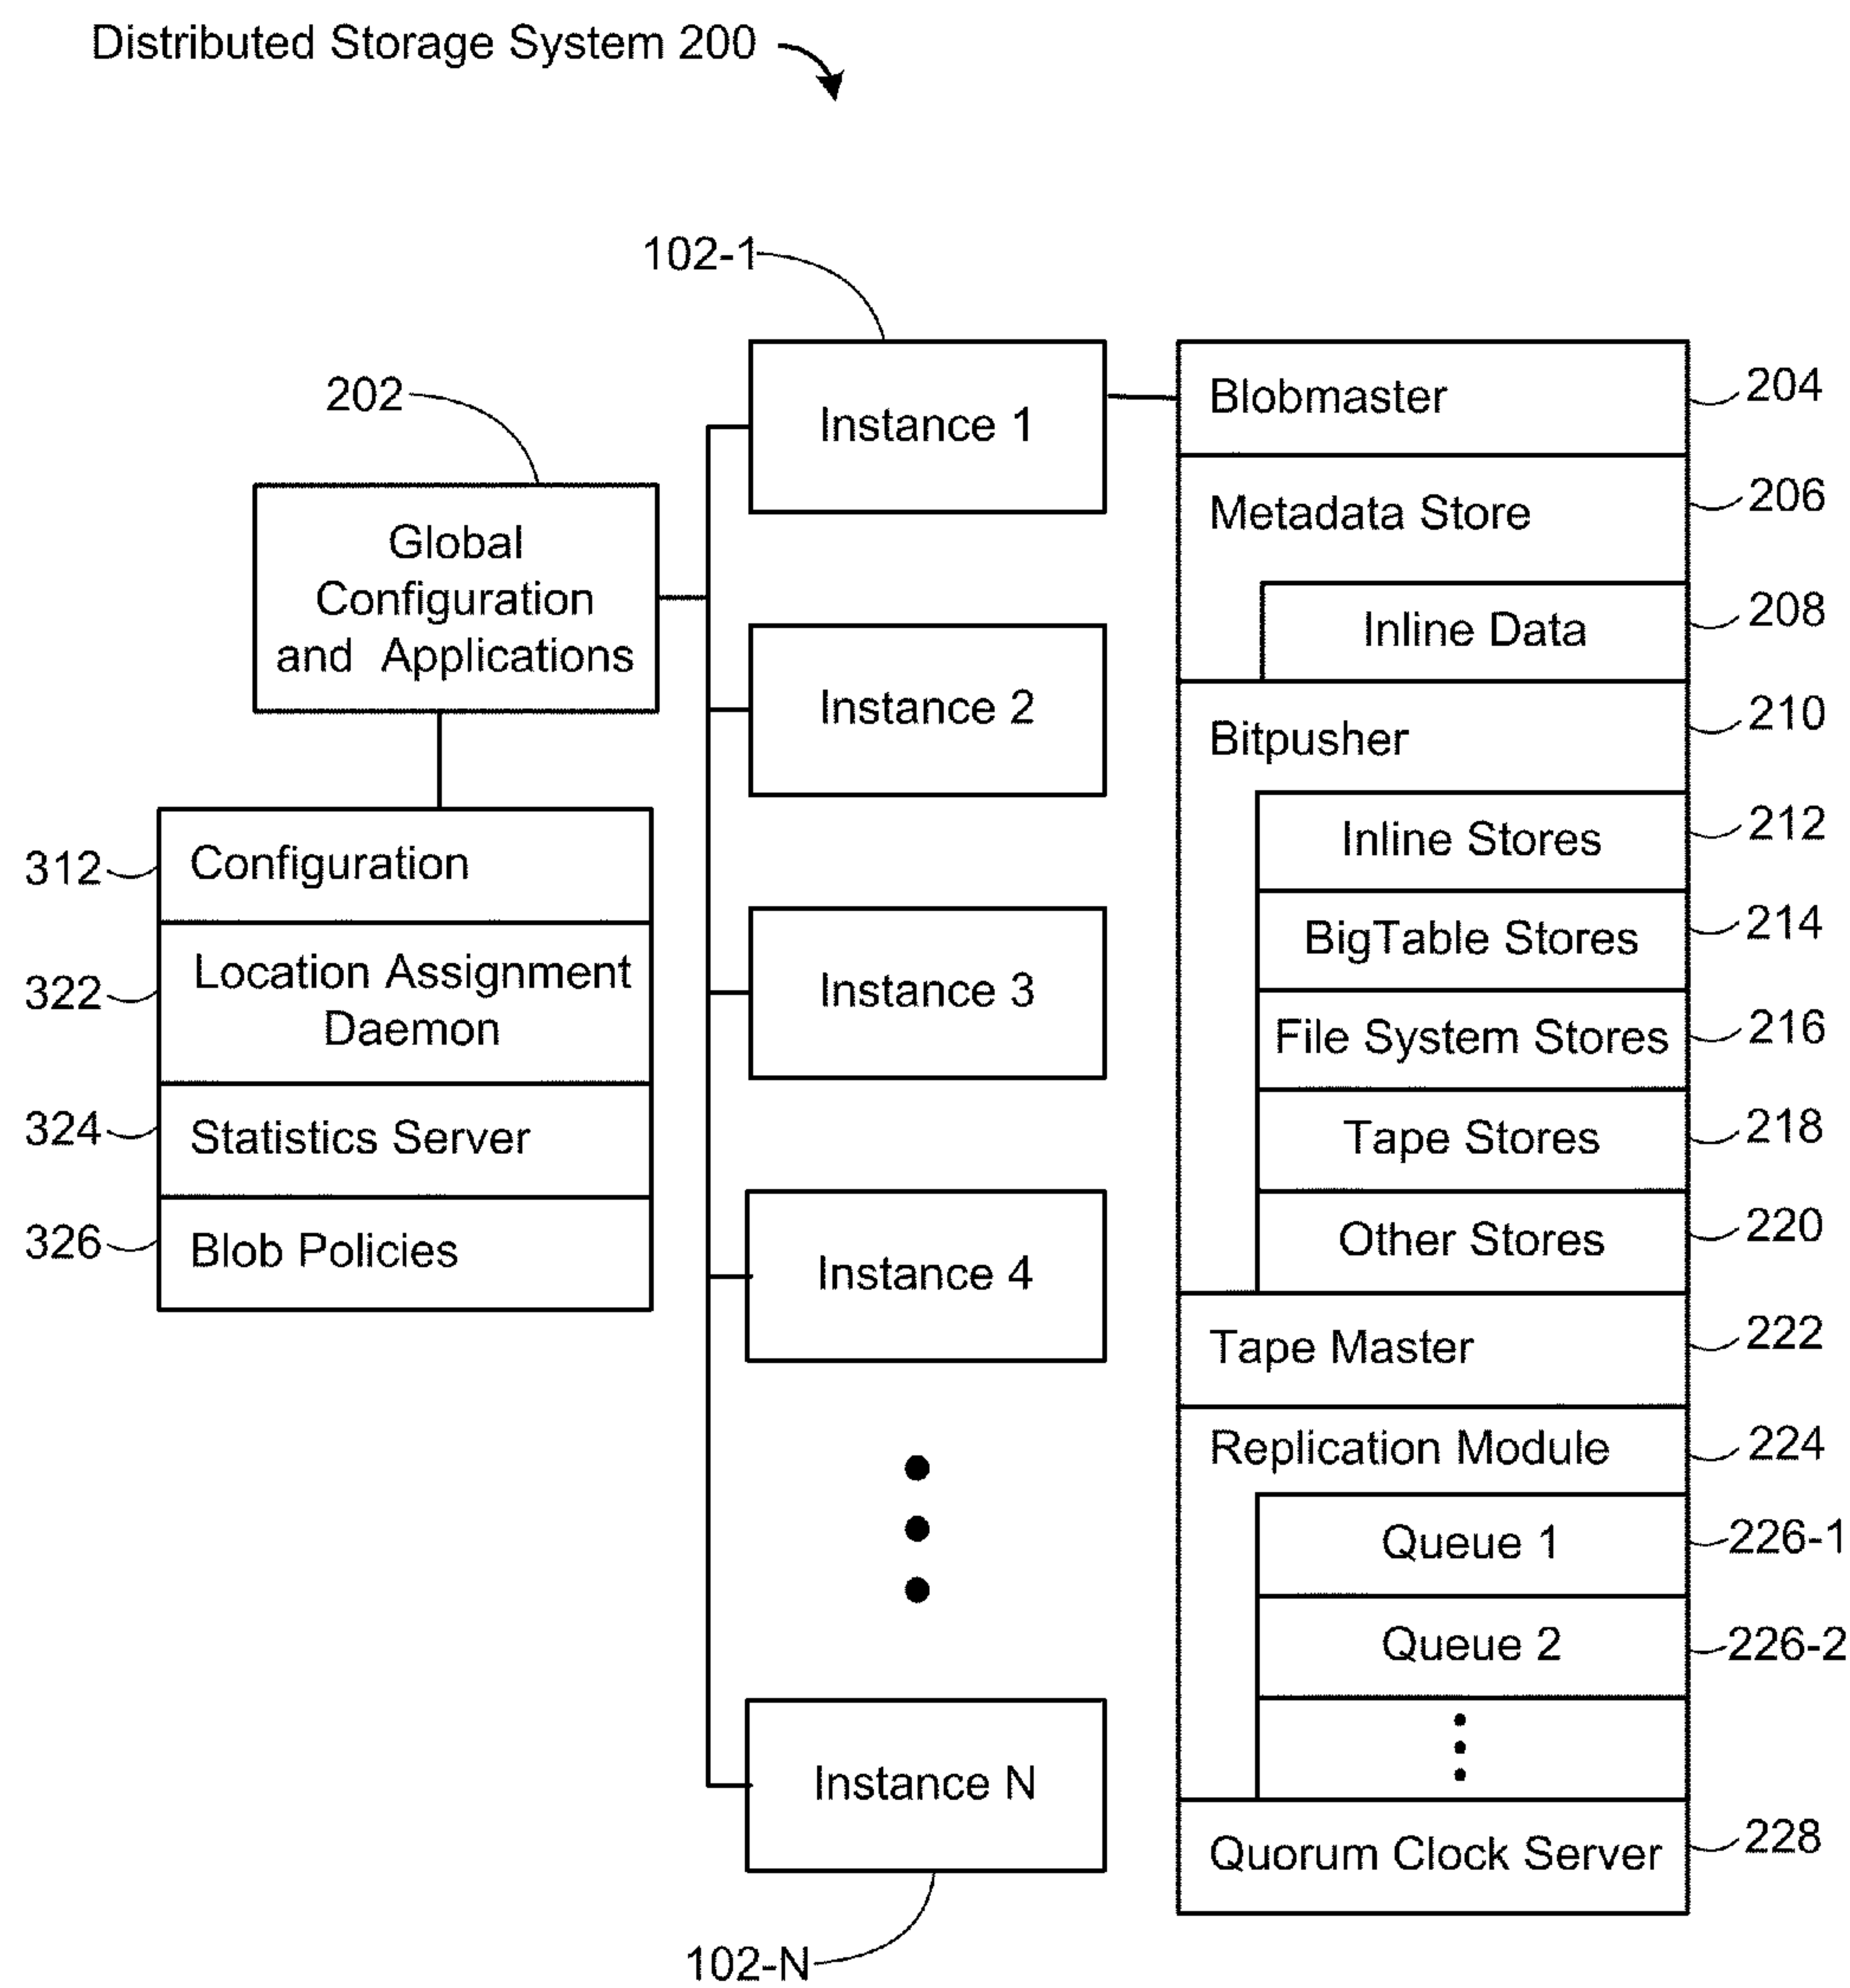 Distributed Storage System 200
102-1
202
Global
Configuration
and Applications
312
Configuration
322
Location Assignment
Daemon
324
Statistics Server
326
Blob Policies
Instance 1
Instance 2
Instance 3
Instance 4
Instance N
102-N
Blobmaster
204
Metadata Store
206
Inline Data
208
Bitpusher
210
Inline Stores
212
BigTable Stores
214
File System Stores
216
Tape Stores
218
Other Stores
220
Tape Master
222
Replication Module
224
Queue 1
226-1
Queue 2
226-2
Quorum Clock Server
228